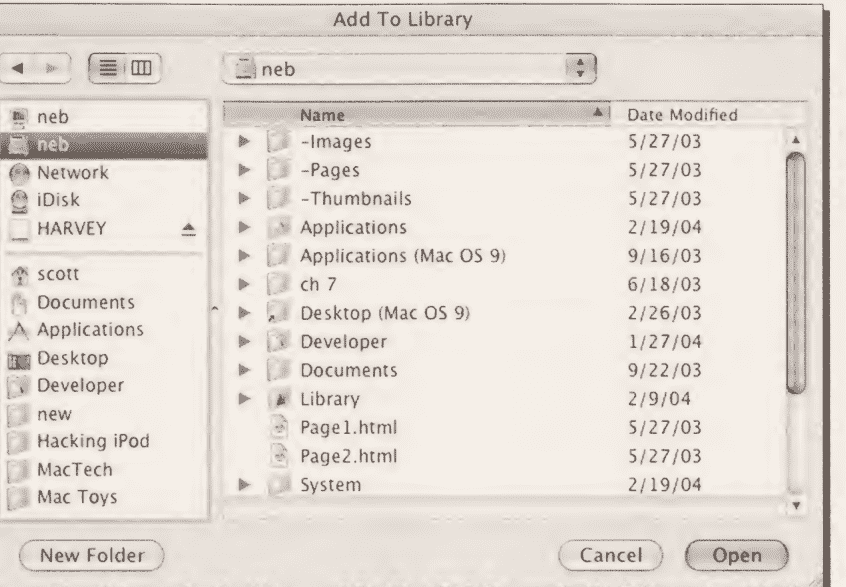 Add To Library
neb
neb
neb
Network
iDisk
HARVEY
scott
Documents
Applications
Desktop
Developer
new
Hacking iPod
MacTech
Mac Toys
Name Date Modified
-Images 5/27/03
-Pages 5/27/03
-Thumbnails 5/27/03
Applications 2/19/04
Applications (Mac OS 9) 9/16/03
ch 7 6/18/03
Desktop (Mac OS 9) 2/26/03
Developer 1/27/04
Documents 9/22/03
Library 2/9/04
Page1.html 5/27/03
Page2.html 5/27/03
System 2/19/04
New Folder Cancel Open